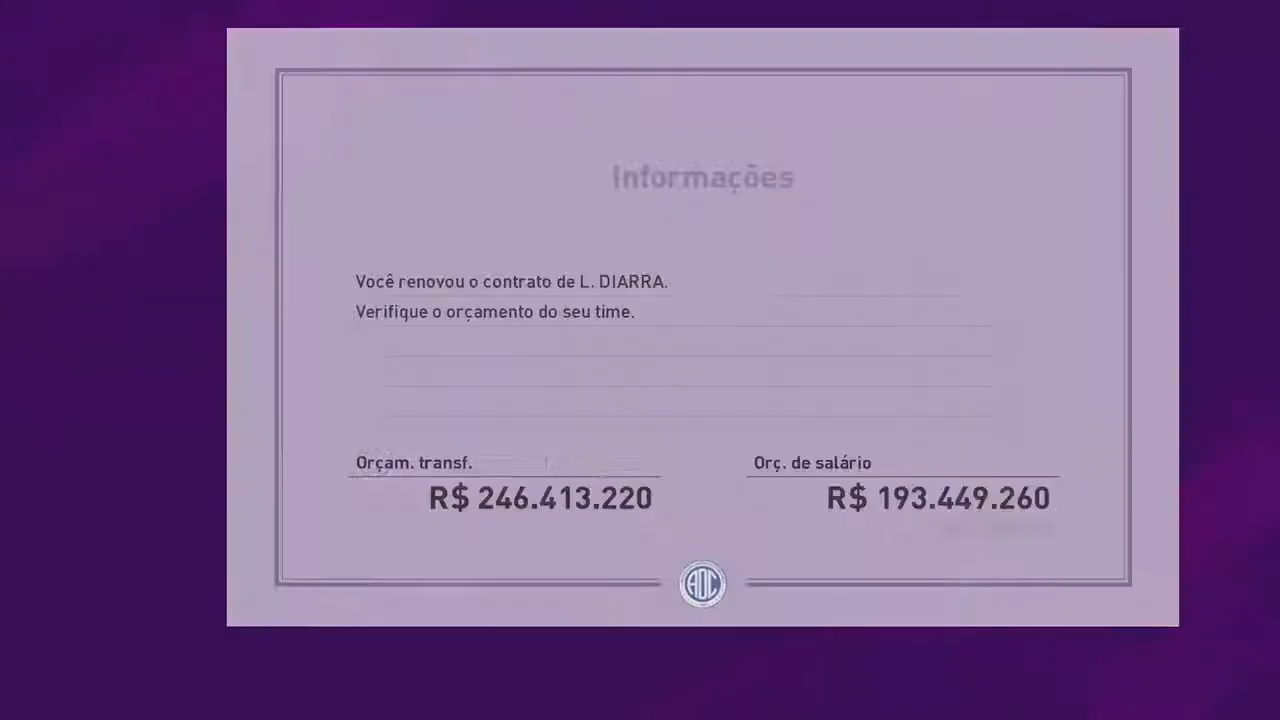 Informações
Você renovou o contrato de L. DIARRA.
Verifique o orçamento do seu time.
Orçam. transf.
Orç. de salário
R$ 246.413.220
R$ 193.449.260
ADC